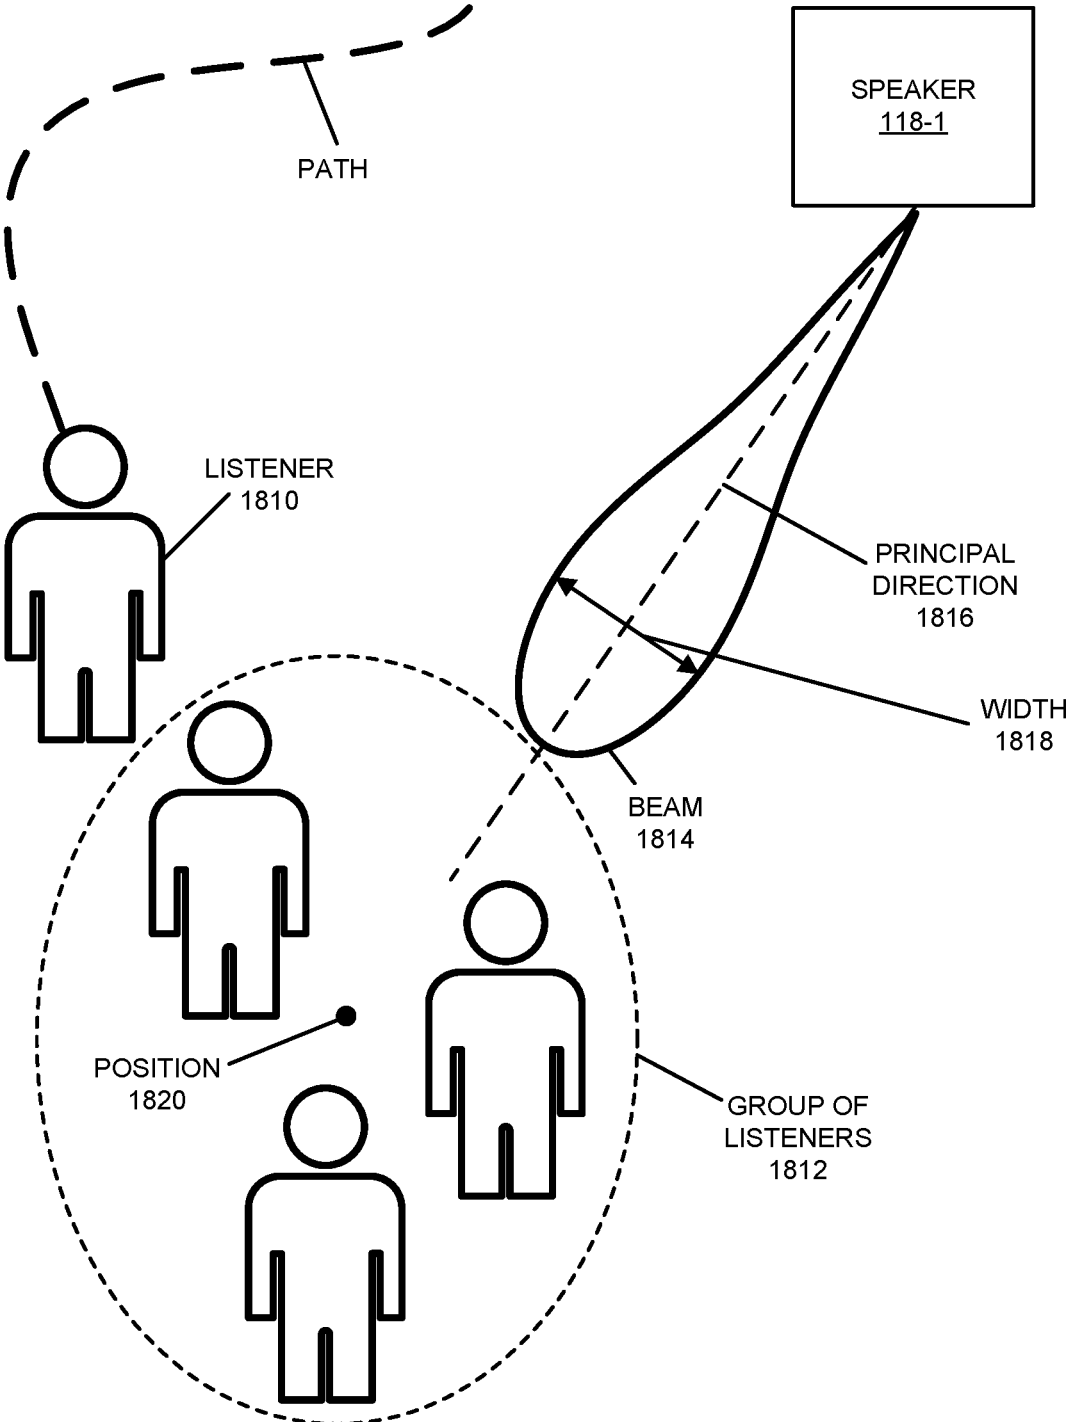 SPEAKER
118-1
PATH
LISTENER
1810
PRINCIPAL
DIRECTION
1816
WIDTH
1818
BEAM
1814
POSITION
1820
GROUP OF
LISTENERS
1812